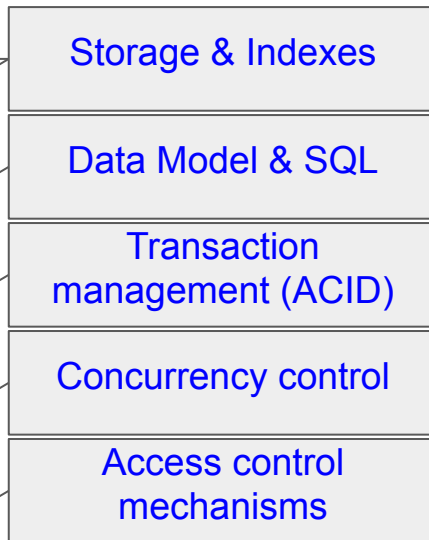 Storage & Indexes
Data Model & SQL
Transaction
management (ACID)
Concurrency control
Access control
mechanisms